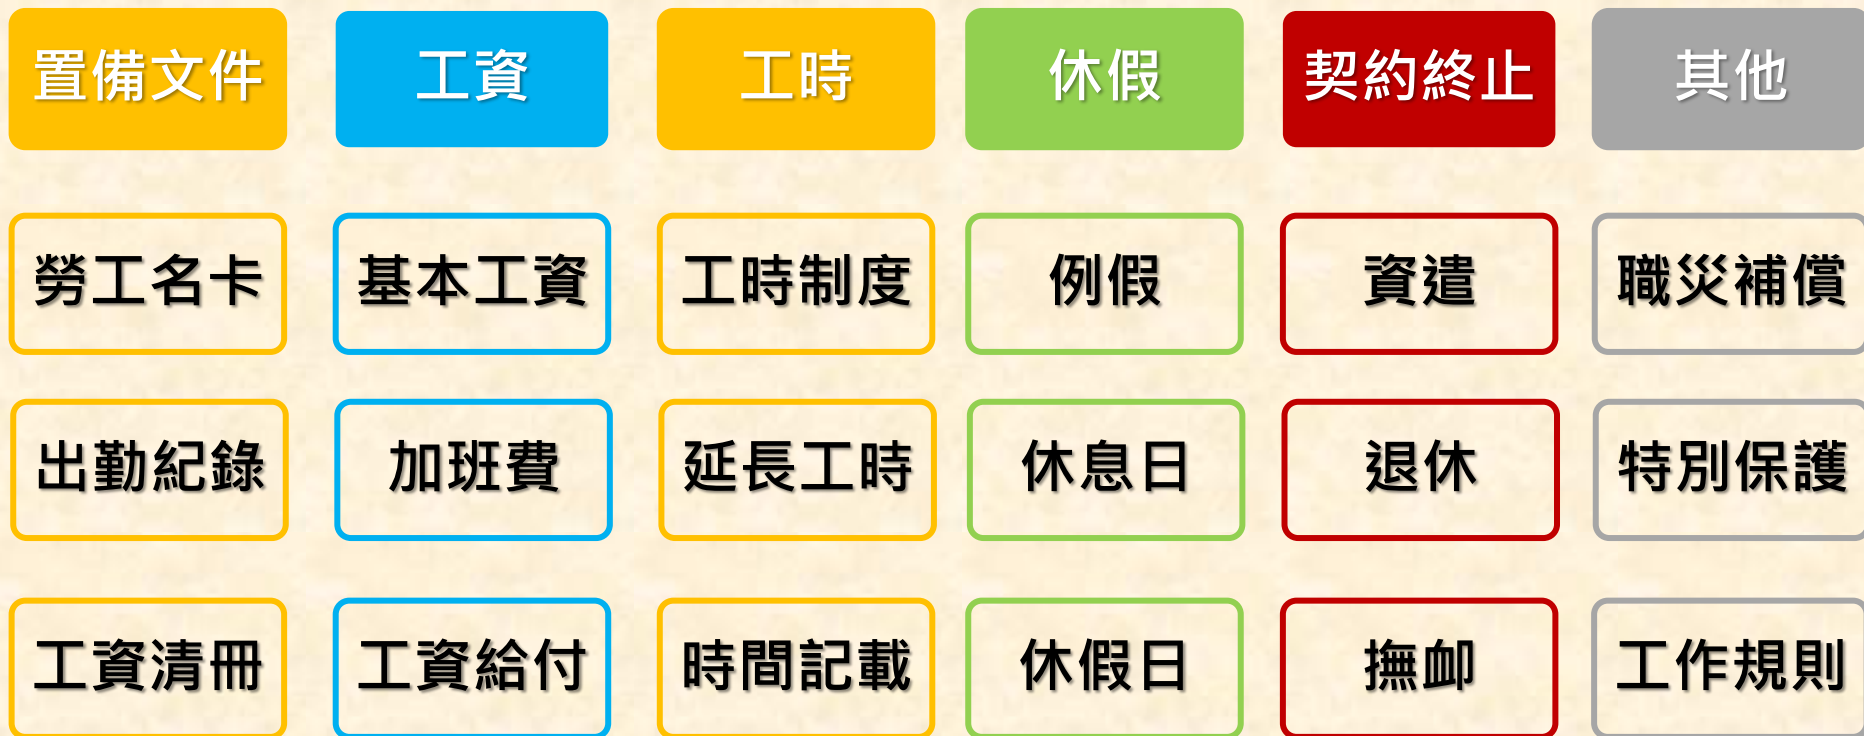 置備文件 工資 工時 休假 契約終止 其他
勞工名卡 基本工資 工時制度 例假 資遣 職災補償
出勤紀錄 加班費 延長工時 休息日 退休 特別保護
工資清冊 工資給付 時間記載 休假日 撫卹 工作規則